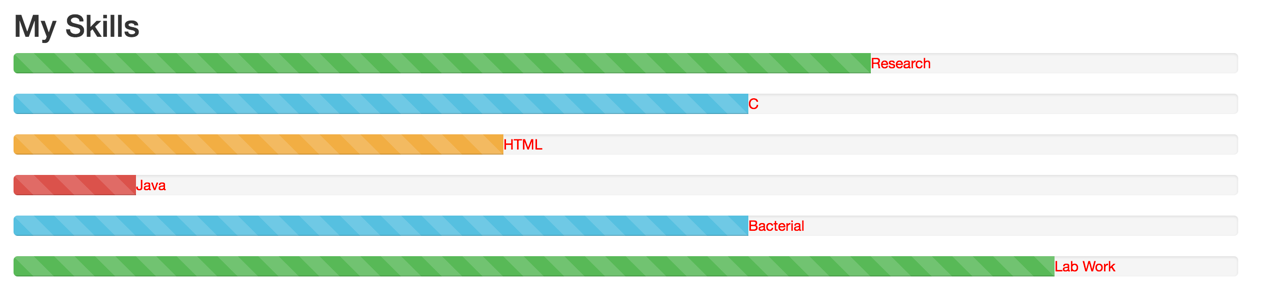 My Skills
Research
C
HTML
Java
Bacterial
Lab Work